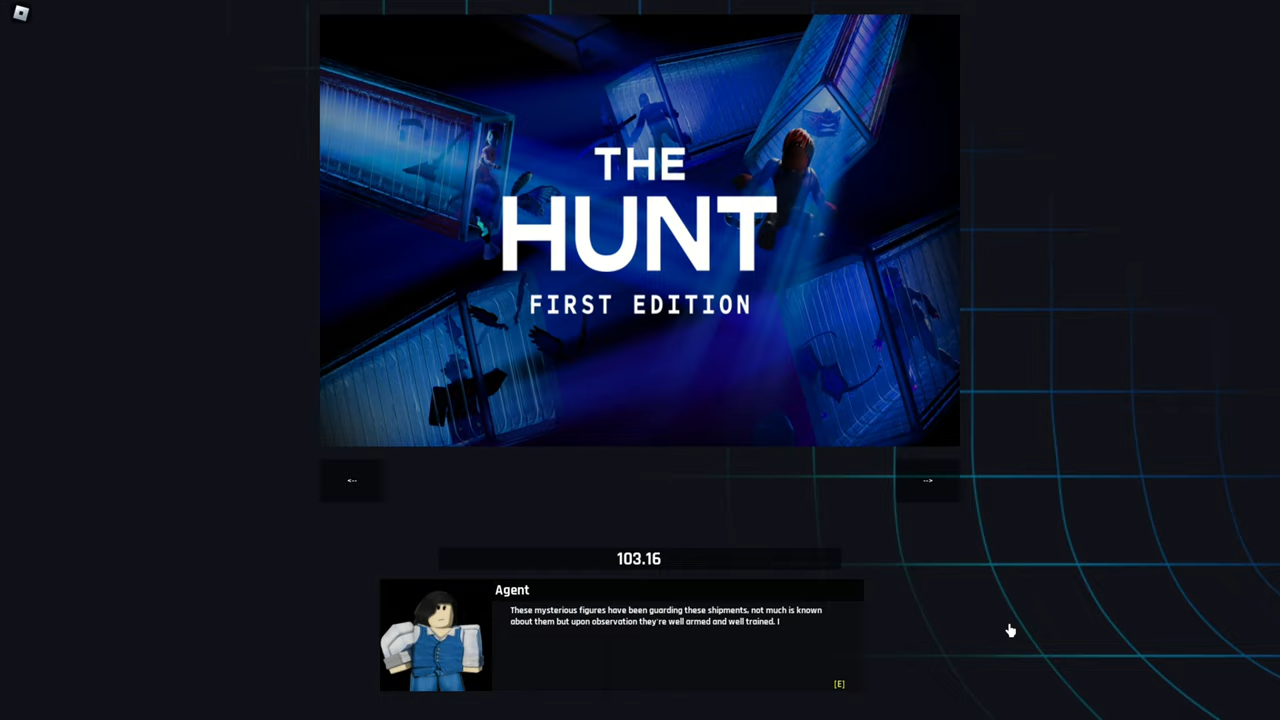 THE
HUNT
FIRST EDITION
<--
-->
103.16
Agent
These mysterious figures have been guarding these shipments, not much is known
about them but upon observation they're well armed and well trained. I
[E]